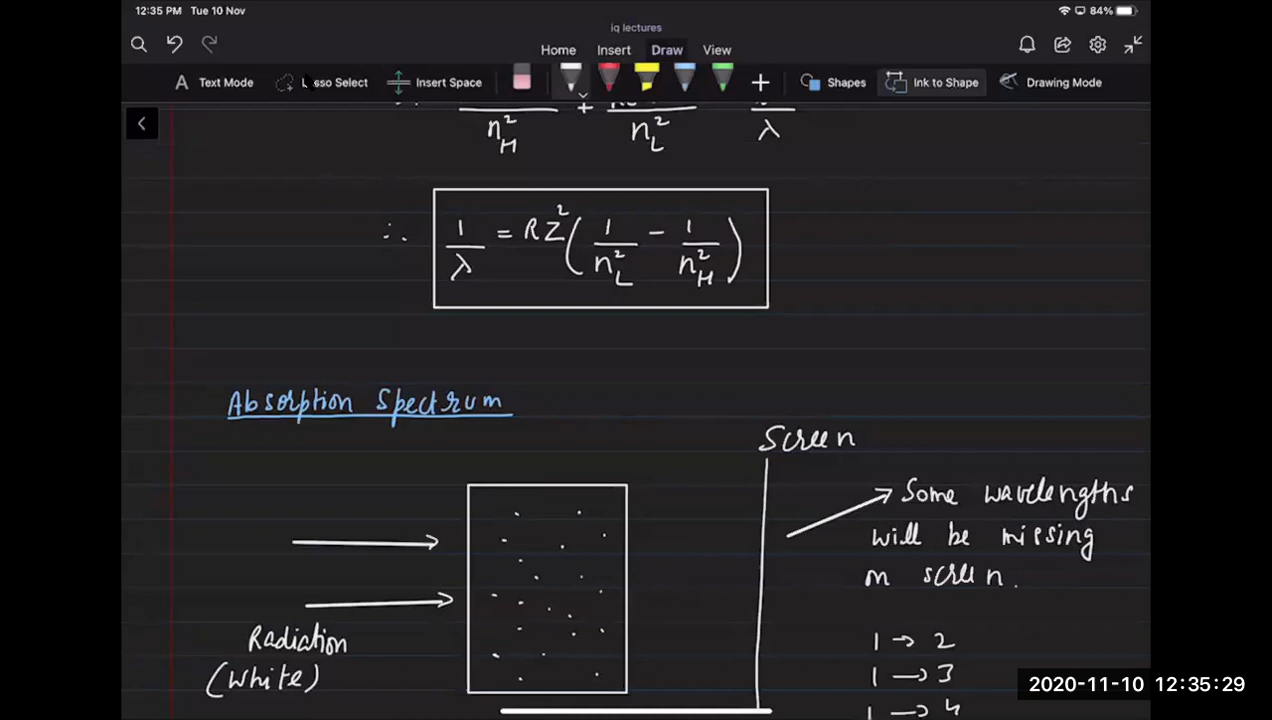 12:35 PM Tue 10 Nov 84%
iq lectures
Home Insert Draw View
Text Mode Lasso Select Insert Space Shapes Ink to Shape Drawing Mode
n_H^2 + n_L^2 λ
∴ 1/λ = RZ^2 (1/n_L^2 - 1/n_H^2)
Absorption Spectrum
Screen
Some wavelengths
will be missing
on screen.
Radiation
(White)
1 → 2
1 → 3
1 → 4
2020-11-10 12:35:29